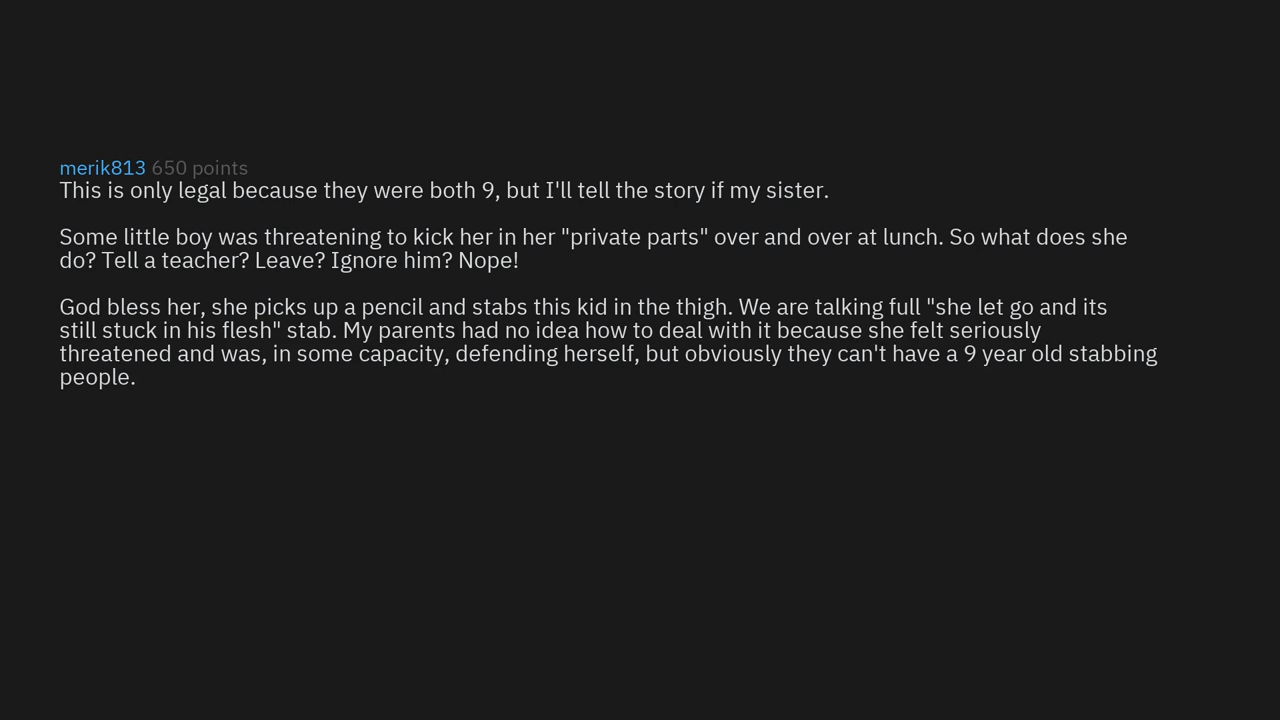 merik813 650 points
This is only legal because they were both 9, but I'll tell the story if my sister.
Some little boy was threatening to kick her in her "private parts" over and over at lunch. So what does she
do? Tell a teacher? Leave? Ignore him? Nope!
God bless her, she picks up a pencil and stabs this kid in the thigh. We are talking full "she let go and its
still stuck in his flesh" stab. My parents had no idea how to deal with it because she felt seriously
threatened and was, in some capacity, defending herself, but obviously they can't have a 9 year old stabbing
people.